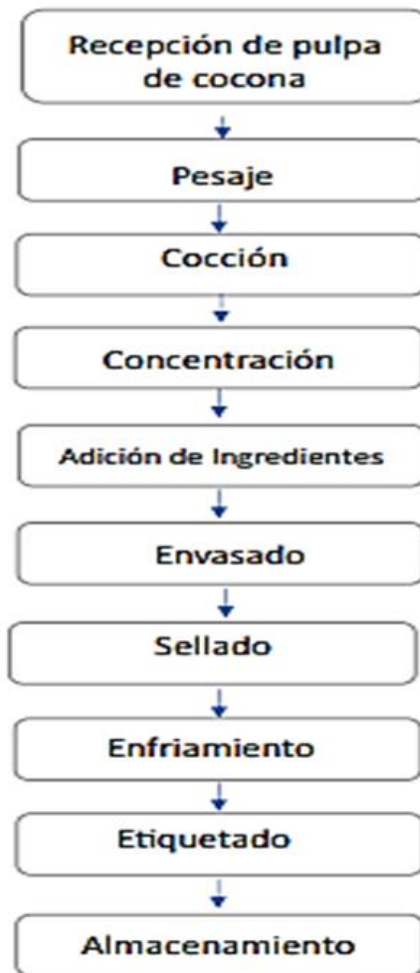 Recepción de pulpa
de cocona
Pesaje
Cocción
Concentración
Adición de Ingredientes
Envasado
Sellado
Enfriamiento
Etiquetado
Almacenamiento